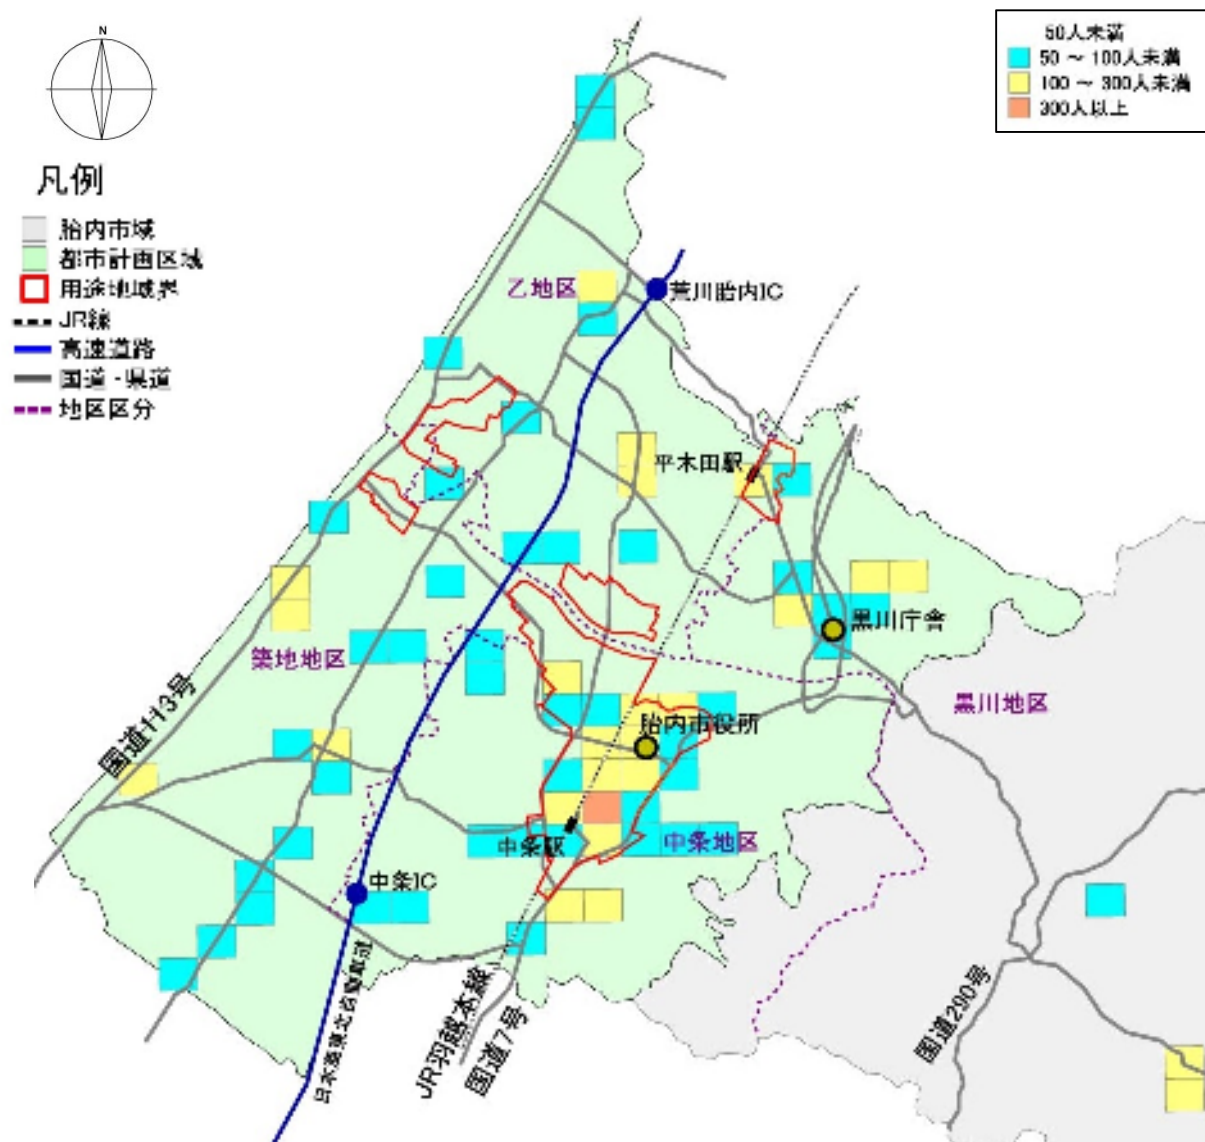 N
50人未満
50 ～ 100人未満
100 ～ 300人未満
300人以上
凡例
胎内市域
都市計画区域
用途地域界
JR線
高速道路
国道・県道
地区区分
乙地区
荒川胎内IC
平木田駅
黒川庁舎
築地地区
黒川地区
国道113号
胎内市役所
中条駅
中条地区
中条IC
日本海東北自動車道
JR羽越本線
国道7号
国道290号